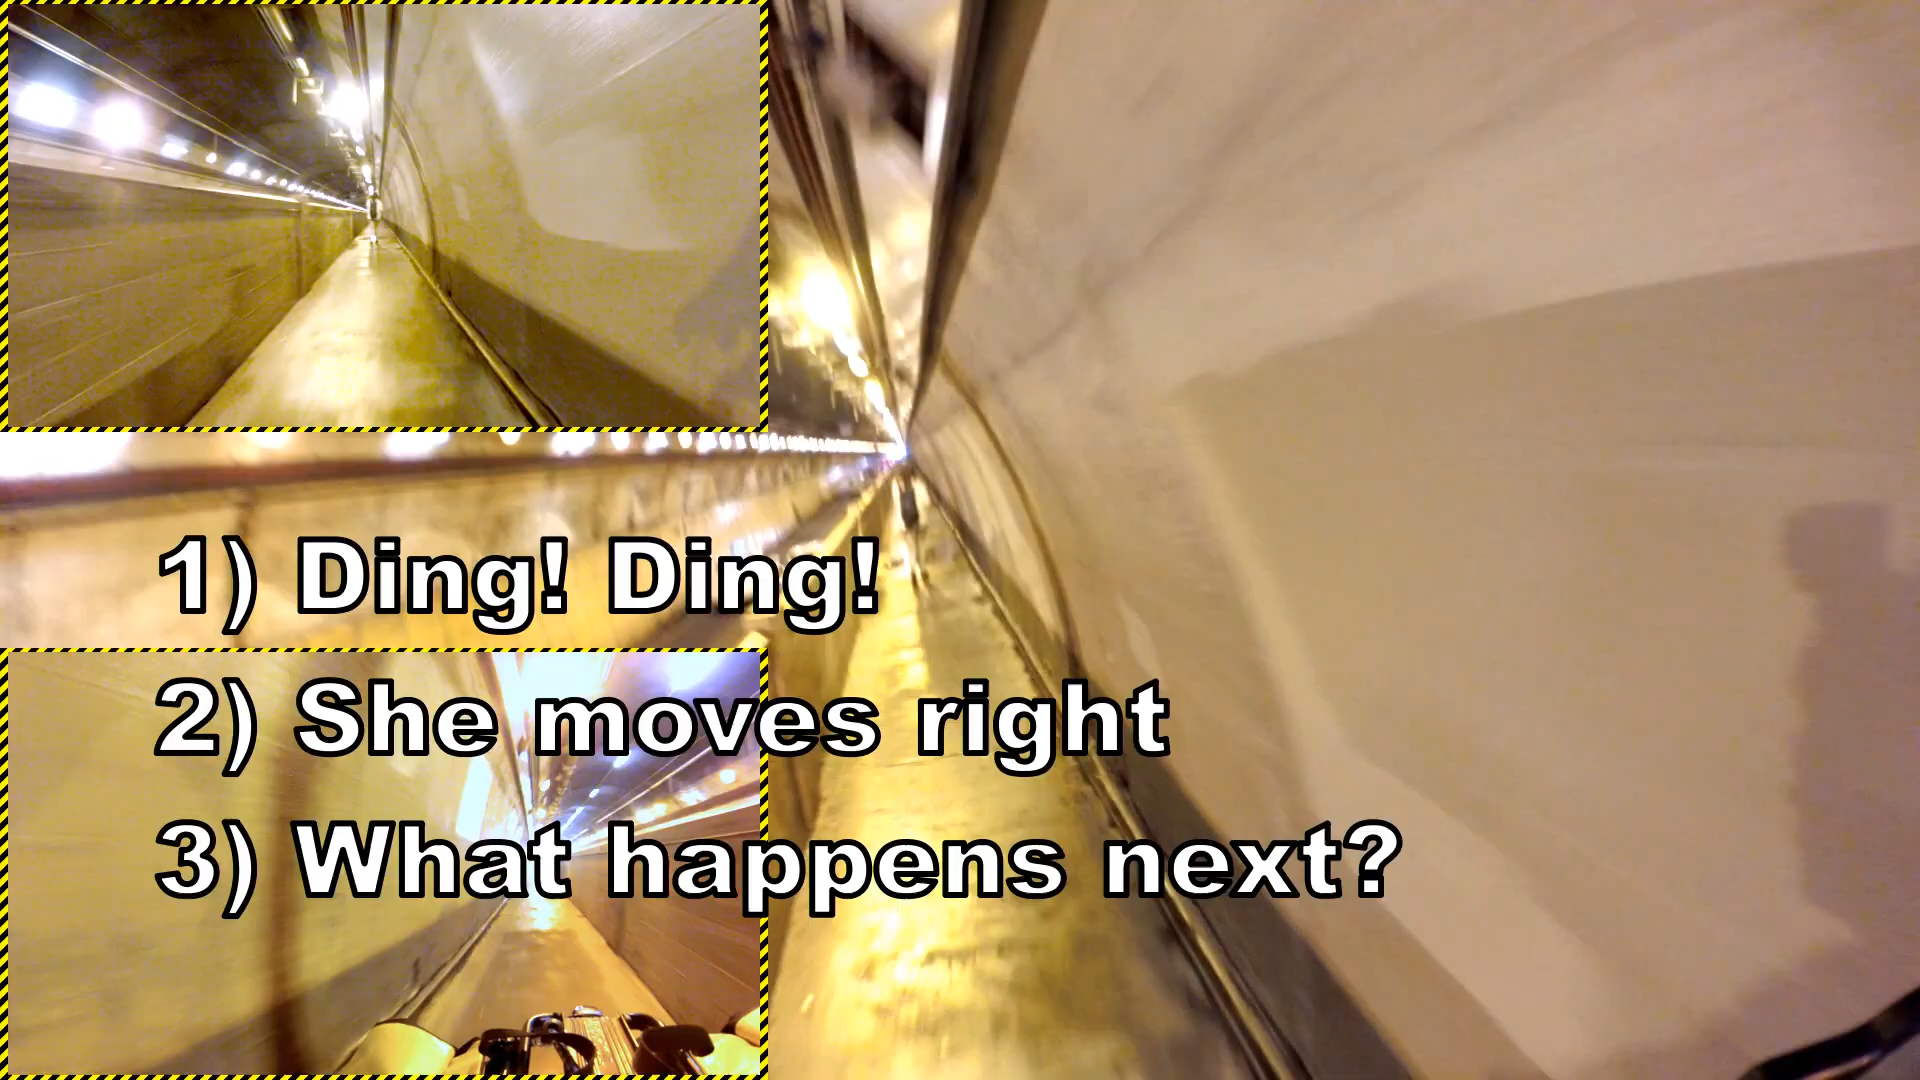 1) Ding! Ding!
2) She moves right
3) What happens next?